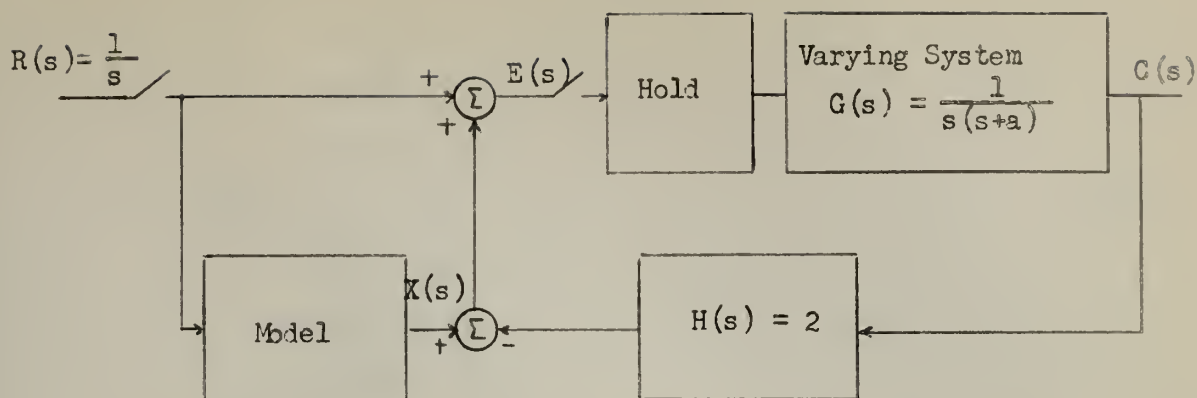 R(s)= 1/s
+
+
Σ
E(s)
Hold
Varying System
G(s) = 1/s(s+a)
C(s)
Model
X(s)
+
Σ
-
H(s) = 2